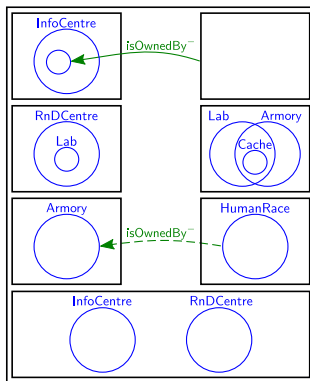 InfoCentre
isOwnedBy⁻
RnDCentre
Lab
Lab Armory
Cache
Armory
isOwnedBy⁻
HumanRace
InfoCentre RnDCentre